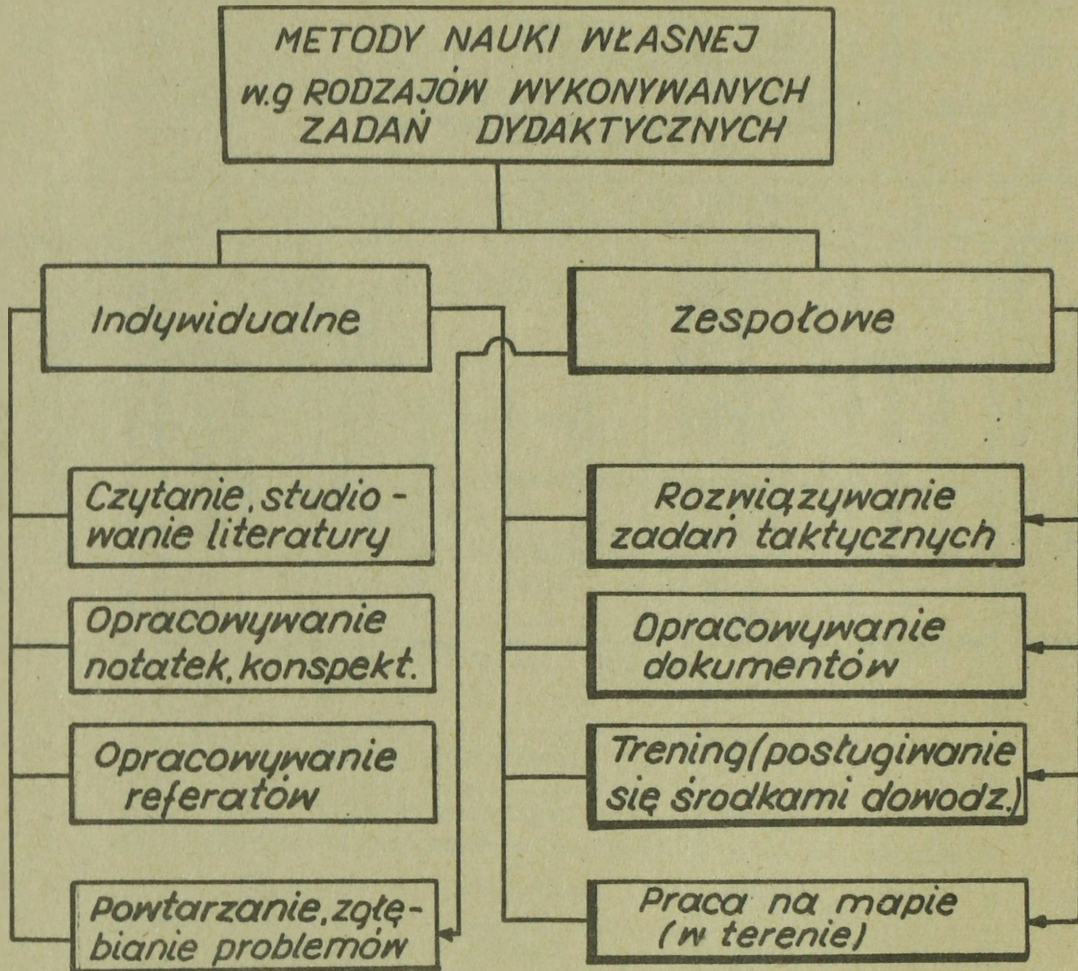 METODY NAUKI WŁASNEJ
w.g RODZAJÓW WYKONYWANYCH
ZADAŃ DYDAKTYCZNYCH
Indywidualne
Zespołowe
Czytanie, studio-
wanie literatury
Opracowywanie
notatek, konspekt.
Opracowywanie
referatów
Powtarzanie, zgłę-
bianie problemów
Rozwiązywanie
zadań taktycznych
Opracowywanie
dokumentów
Trening (posługiwanie
się środkami dowodz.)
Praca na mapie
(w terenie)